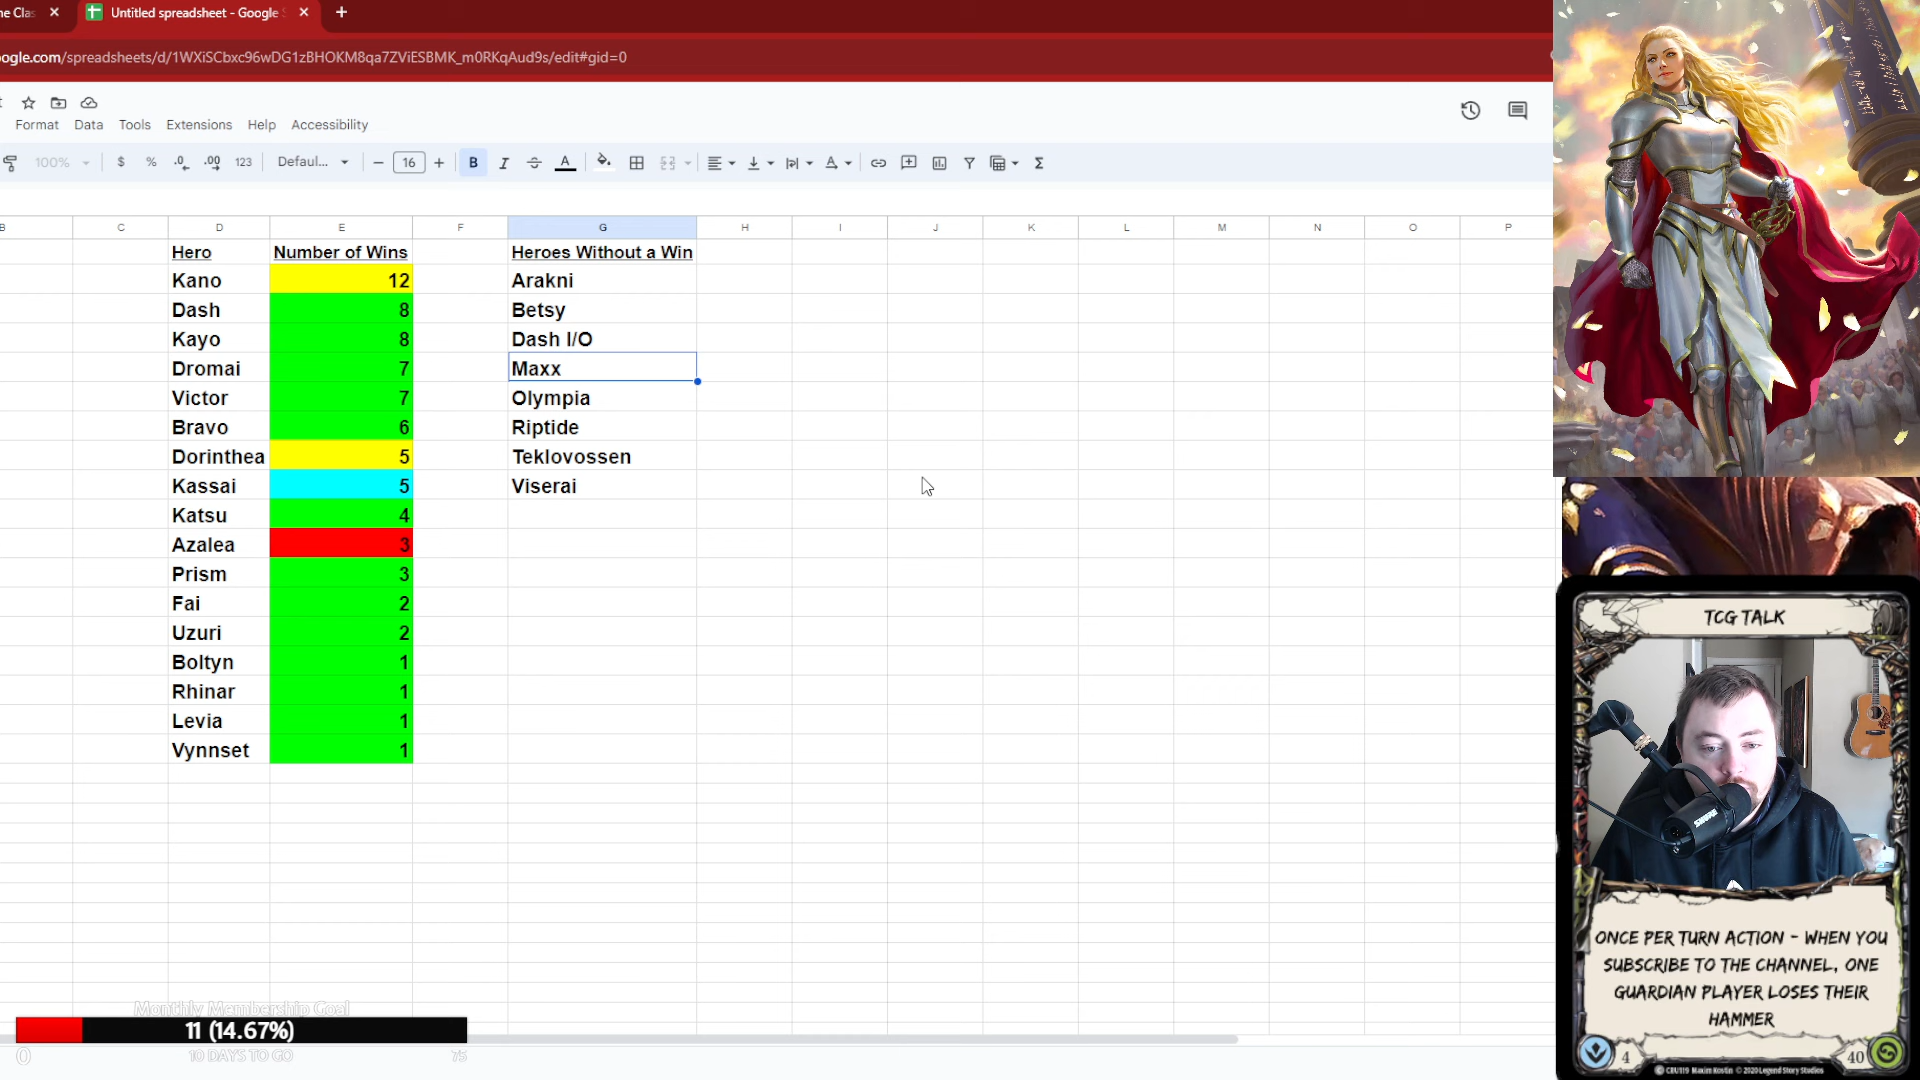 Untitled spreadsheet - Google
ogle.com/spreadsheets/d/1WXiSCbxc96wDG1zBHOKM8qa7ZViESBMK_m0RKqAud9s/edit#gid=0
Format Data Tools Extensions Help Accessibility
100% $ % .0 .00 123 Defaul... 16 B I A
C D E F G H I J K L M N O P
Hero Number of Wins Heroes Without a Win
Kano 12 Arakni
Dash 8 Betsy
Kayo 8 Dash I/O
Dromai 7 Maxx
Victor 7 Olympia
Bravo 6 Riptide
Dorinthea 5 Teklovossen
Kassai 5 Viserai
Katsu 4
Azalea 3
Prism 3
Fai 2
Uzuri 2
Boltyn 1
Rhinar 1
Levia 1
Vynnset 1
Monthly Membership Goal
11 (14.67%)
0 10 DAYS TO GO 75
TCG TALK
SHURE
ONCE PER TURN ACTION - WHEN YOU
SUBSCRIBE TO THE CHANNEL, ONE
GUARDIAN PLAYER LOSES THEIR
HAMMER
4 40
© 2020 Legend Story Studios